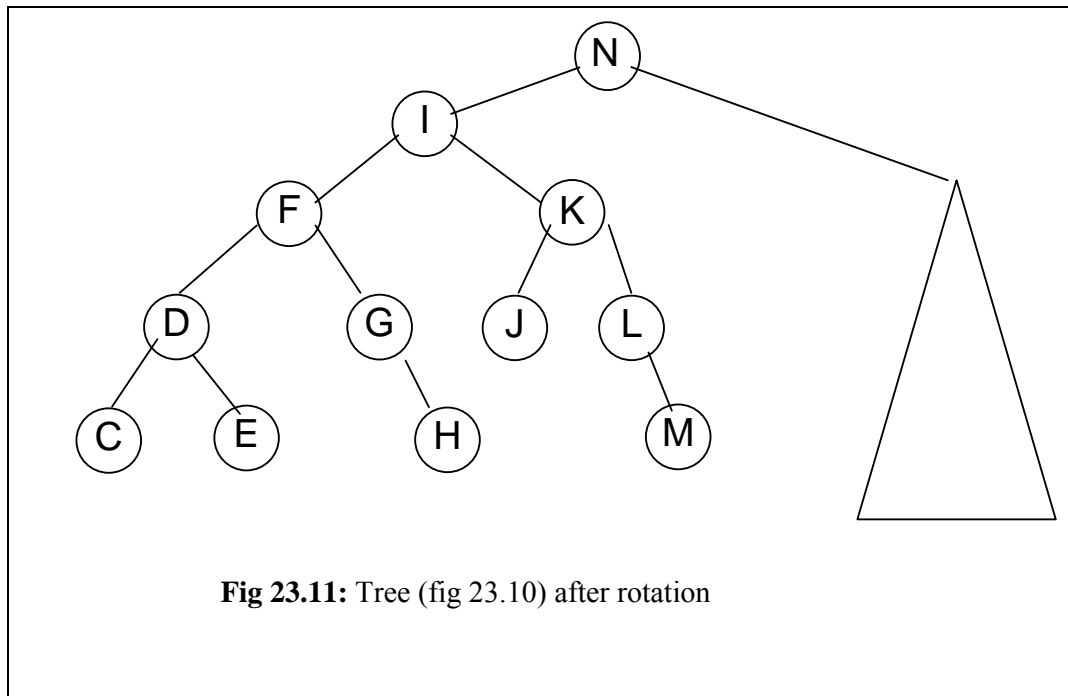 N
I
F K
D G J L
C E H M
Fig 23.11: Tree (fig 23.10) after rotation